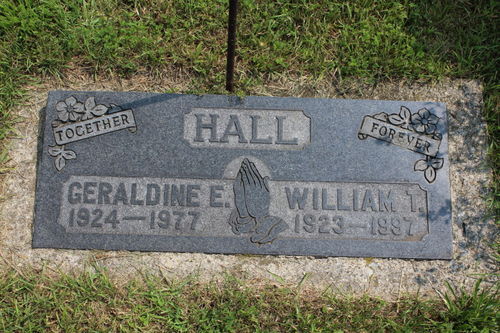 TOGETHER
HALL
FOREVER
GERALDINE E.
1924—1977
WILLIAM T.
1923—1997